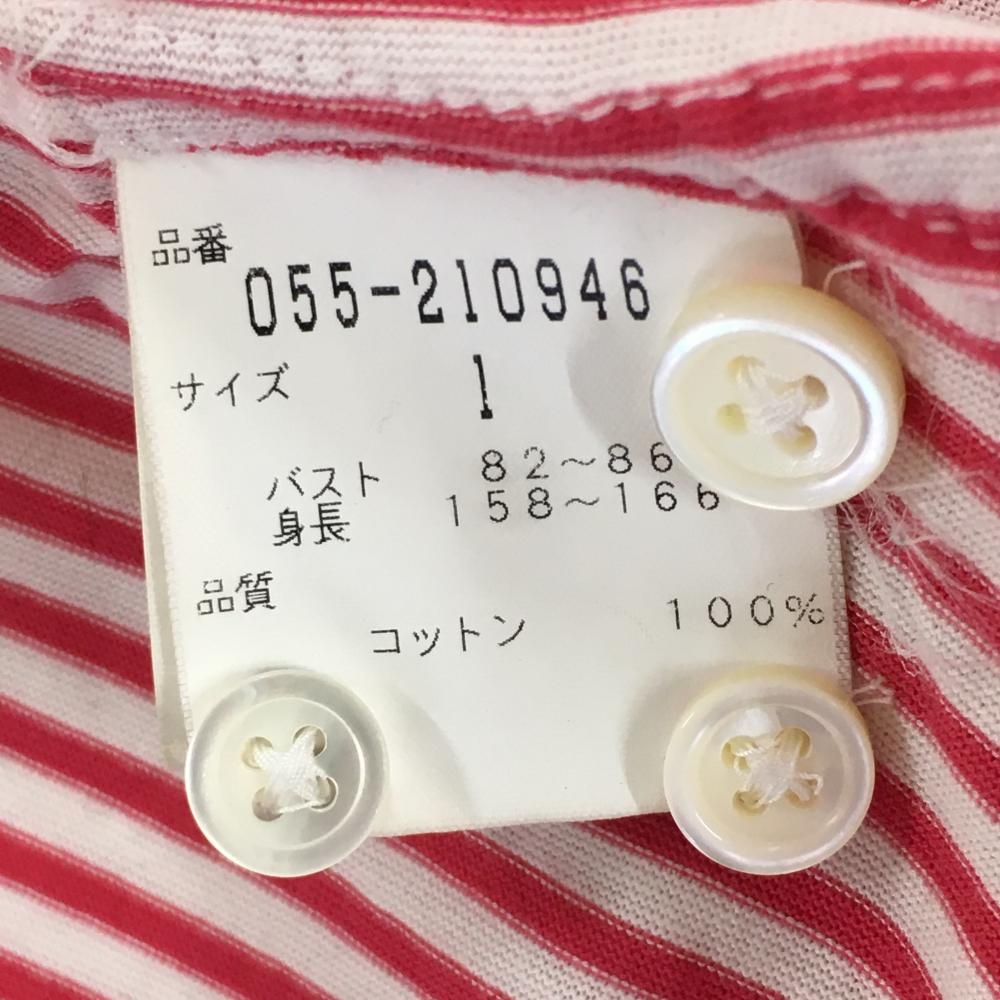 品番
055-210946
サイズ 1
バスト 82〜86
身長 158〜166
品質
コットン 100%